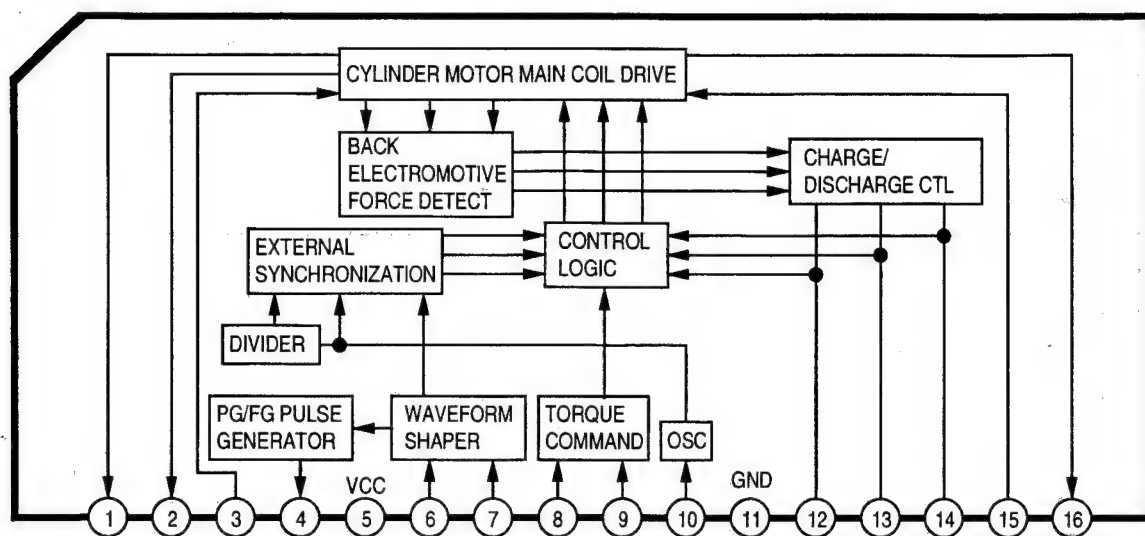 CYLINDER MOTOR MAIN COIL DRIVE
BACK
ELECTROMOTIVE
FORCE DETECT
CHARGE/
DISCHARGE CTL
EXTERNAL
SYNCHRONIZATION
CONTROL
LOGIC
DIVIDER
PG/FG PULSE
GENERATOR
WAVEFORM
SHAPER
TORQUE
COMMAND
OSC
VCC
GND
1 2 3 4 5 6 7 8 9 10 11 12 13 14 15 16